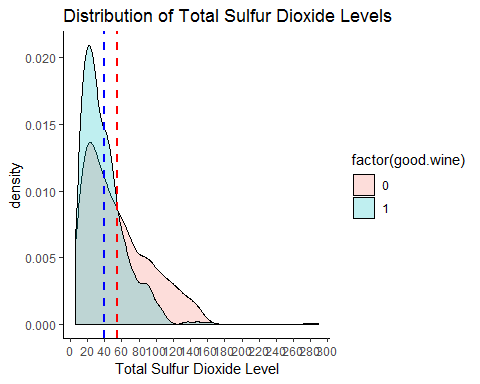 Distribution of Total Sulfur Dioxide Levels
0.020
0.015
0.010
0.005
0.000
density
0 20 40 60 80 100 120 140 160 180 200 220 240 260 280 300
Total Sulfur Dioxide Level
factor(good.wine)
0
1